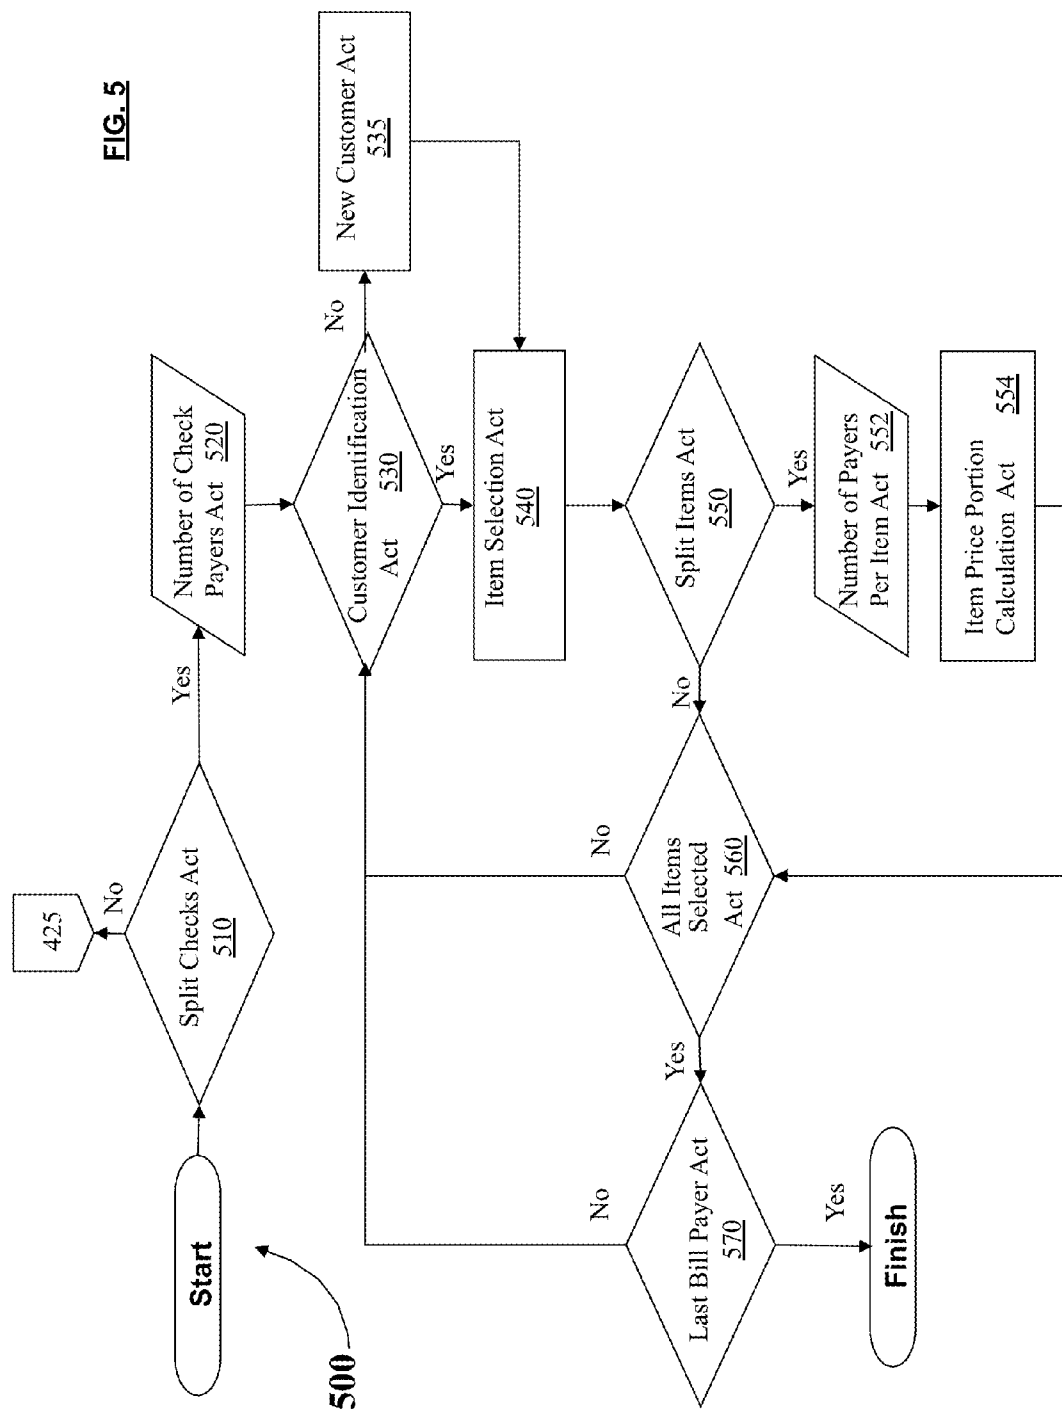 FIG. 5
500
Start
Split Checks Act
510
No
425
Yes
Number of Check
Payers Act 520
Customer Identification
530
Act
No
New Customer Act
535
Yes
Item Selection Act
540
Split Items Act
550
Yes
Number of Payers
Per Item Act 552
Item Price Portion
Calculation Act 554
No
All Items
Selected
Act 560
No
Yes
Last Bill Payer Act
570
No
Yes
Finish